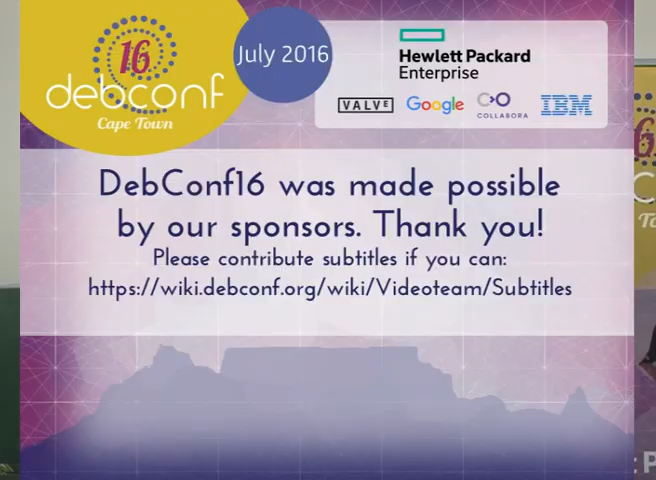 16
debconf
Cape Town
July 2016
Hewlett Packard
Enterprise
VALVE
Google
COLLABORA
IBM
DebConf16 was made possible
by our sponsors. Thank you!
Please contribute subtitles if you can:
https://wiki.debconf.org/wiki/Videoteam/Subtitles